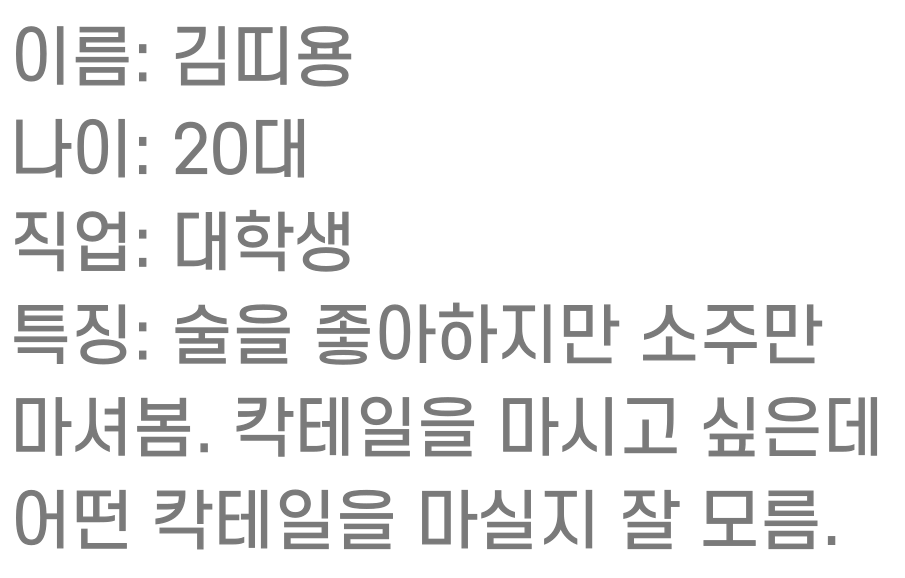 이름: 김띠용
나이: 20대
직업: 대학생
특징: 술을 좋아하지만 소주만
마셔봄. 칵테일을 마시고 싶은데
어떤 칵테일을 마실지 잘 모름.